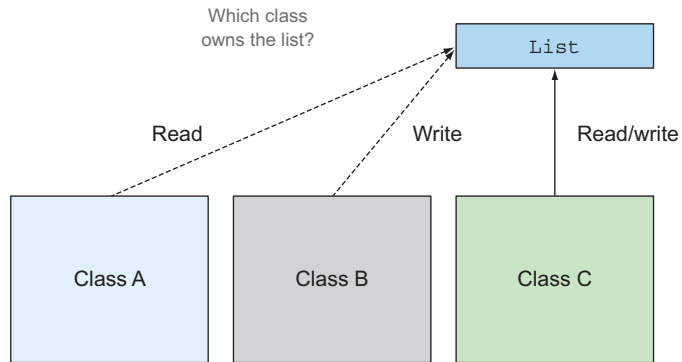 Which class
owns the list?
List
Read
Write
Read/write
Class A
Class B
Class C